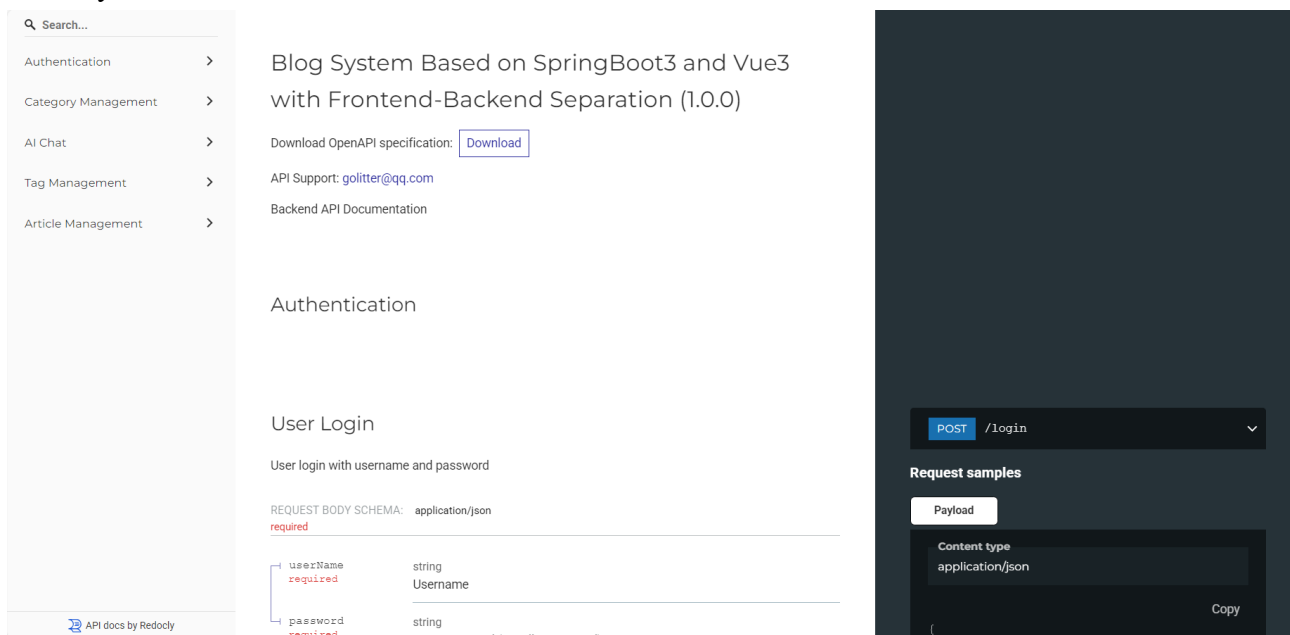 Search...
Authentication
Category Management
AI Chat
Tag Management
Article Management
API docs by Redocly
Blog System Based on SpringBoot3 and Vue3
with Frontend-Backend Separation (1.0.0)
Download OpenAPI specification: Download
API Support: golitter@qq.com
Backend API Documentation
Authentication
User Login
User login with username and password
REQUEST BODY SCHEMA: application/json
required
userName string
required Username
password string
required
POST /login
Request samples
Payload
Content type
application/json
Copy
{